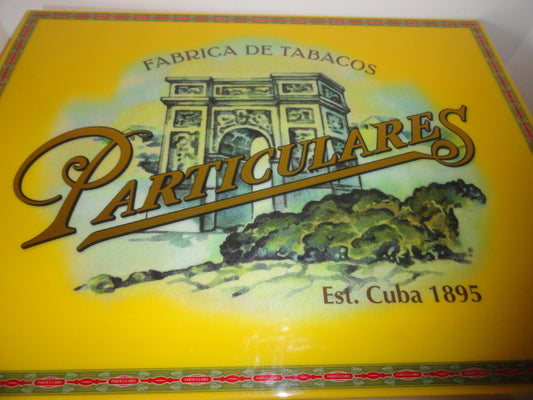 FABRICA DE TABACOS
PARTICULARES
Est. Cuba 1895